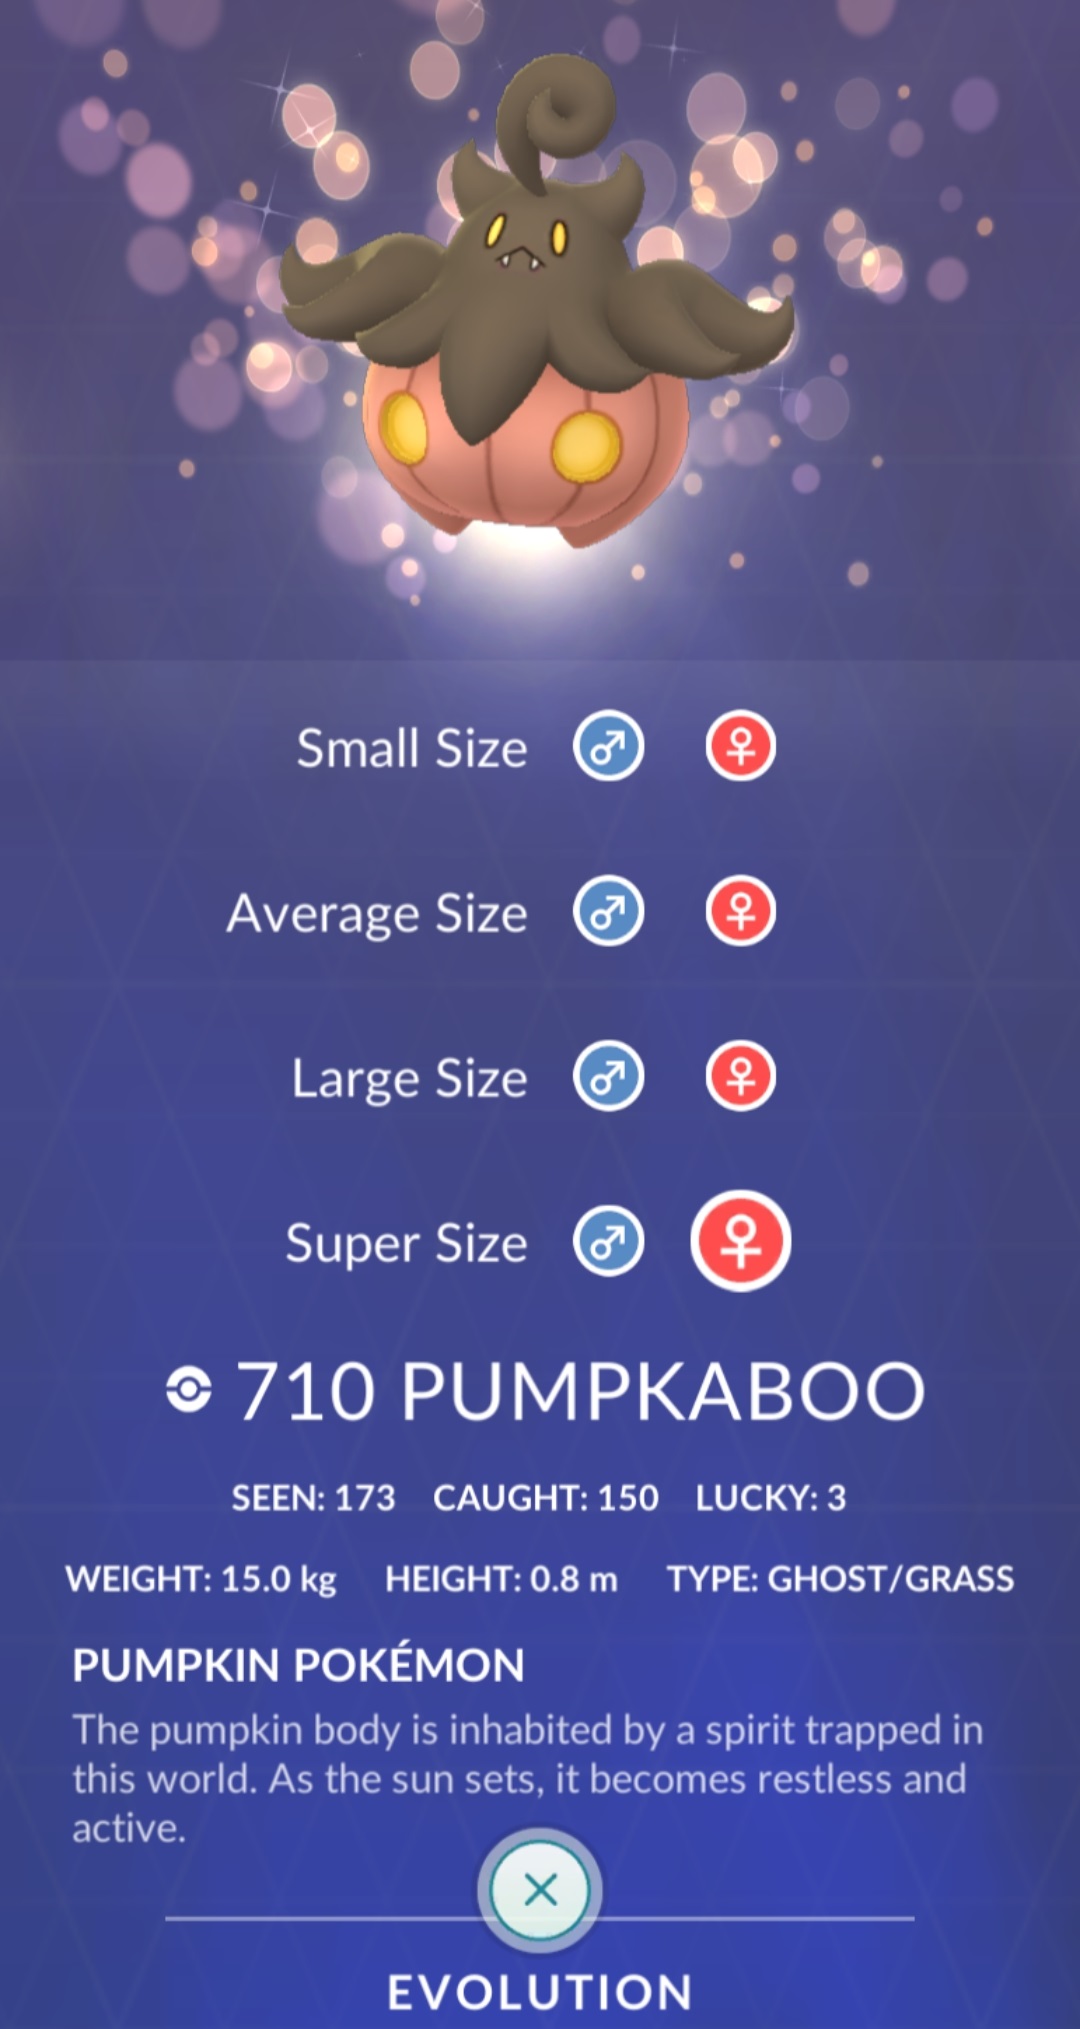 Small Size ♂ ♀
Average Size ♂ ♀
Large Size ♂ ♀
Super Size ♂ ♀
710 PUMPKABOO
SEEN: 173 CAUGHT: 150 LUCKY: 3
WEIGHT: 15.0 kg HEIGHT: 0.8 m TYPE: GHOST/GRASS
PUMPKIN POKÉMON
The pumpkin body is inhabited by a spirit trapped in
this world. As the sun sets, it becomes restless and
active.
EVOLUTION